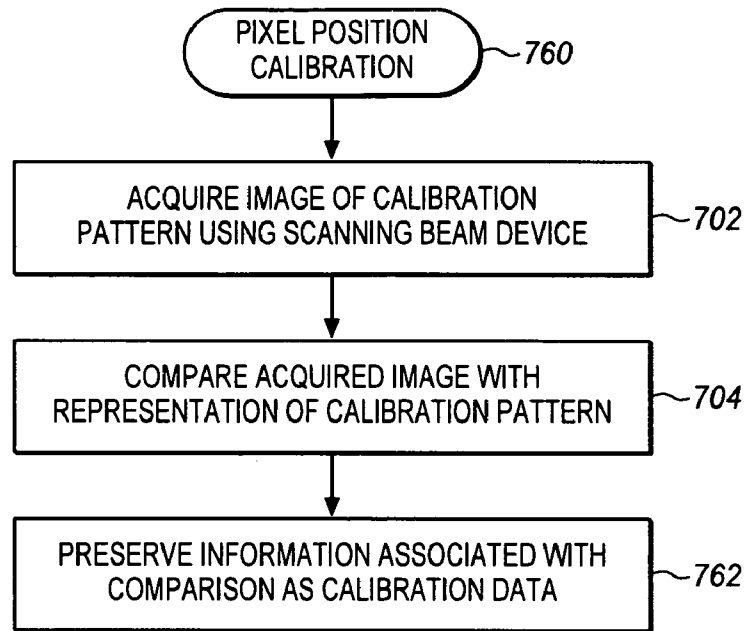 PIXEL POSITION
CALIBRATION
760
ACQUIRE IMAGE OF CALIBRATION
PATTERN USING SCANNING BEAM DEVICE
702
COMPARE ACQUIRED IMAGE WITH
REPRESENTATION OF CALIBRATION PATTERN
704
PRESERVE INFORMATION ASSOCIATED WITH
COMPARISON AS CALIBRATION DATA
762